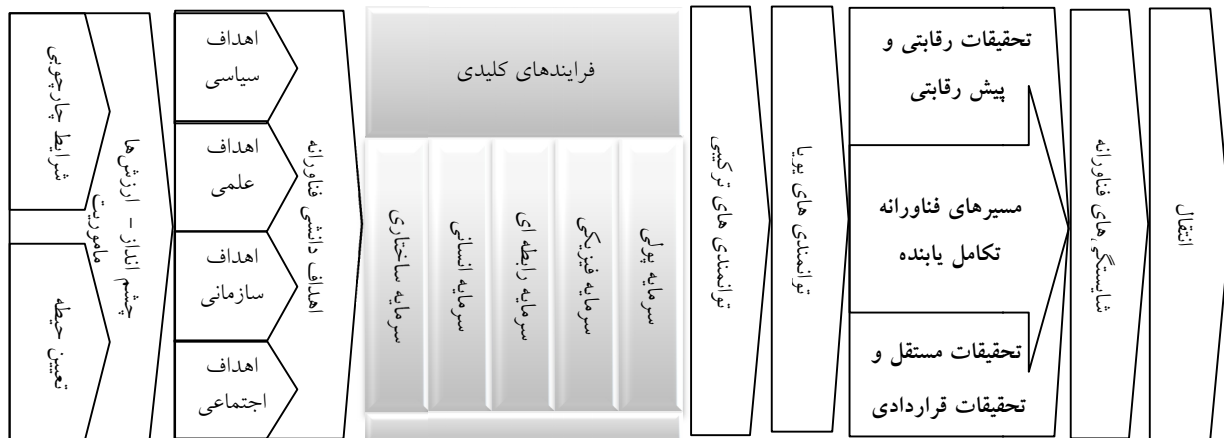 شرایط چارچوبی
تعیین حیطه
چشم انداز - ارزش‌ها
ماموریت
اهداف
سیاسی
اهداف
علمی
اهداف
سازمانی
اهداف
اجتماعی
اهداف دانشی فناورانه
فرایندهای کلیدی
سرمایه ساختاری
سرمایه انسانی
سرمایه رابطه ای
سرمایه فیزیکی
سرمایه پولی
توانمندی های ترکیبی
توانمندی های پویا
تحقیقات رقابتی و
پیش رقابتی
مسیرهای فناورانه
تکامل یابنده
تحقیقات مستقل و
تحقیقات قراردادی
شایستگی‌های فناورانه
انتقال